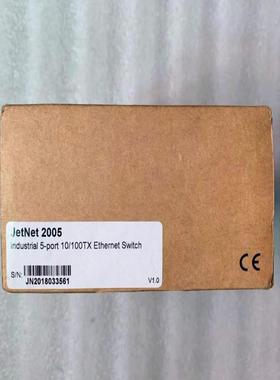 JetNet 2005
Industrial 5-port 10/100TX Ethernet Switch
S/N:
JN2018033561
V1.0
CE